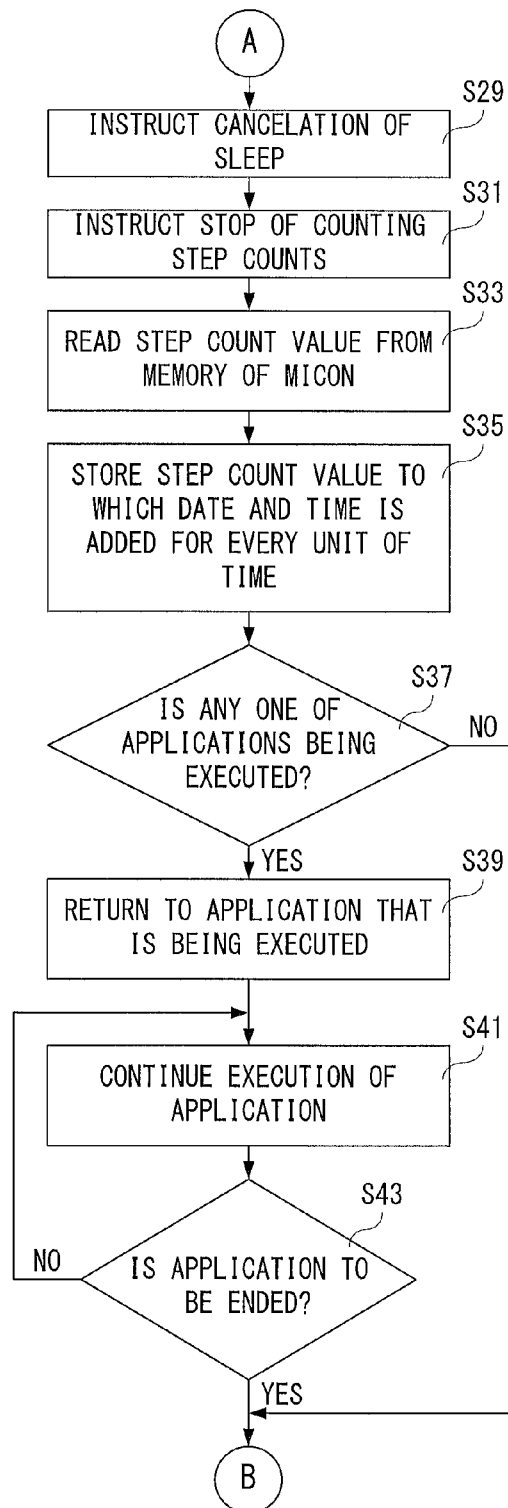 A
S29
INSTRUCT CANCELATION OF
SLEEP
S31
INSTRUCT STOP OF COUNTING
STEP COUNTS
S33
READ STEP COUNT VALUE FROM
MEMORY OF MICON
S35
STORE STEP COUNT VALUE TO
WHICH DATE AND TIME IS
ADDED FOR EVERY UNIT OF
TIME
S37
IS ANY ONE OF
APPLICATIONS BEING
EXECUTED?
NO
YES
S39
RETURN TO APPLICATION THAT
IS BEING EXECUTED
S41
CONTINUE EXECUTION OF
APPLICATION
S43
NO
IS APPLICATION TO
BE ENDED?
YES
B